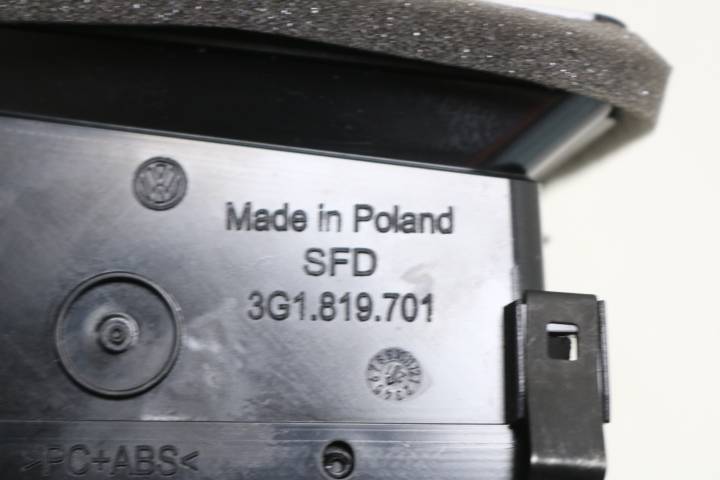 Made in Poland
SFD
3G1.819.701
>PC+ABS<